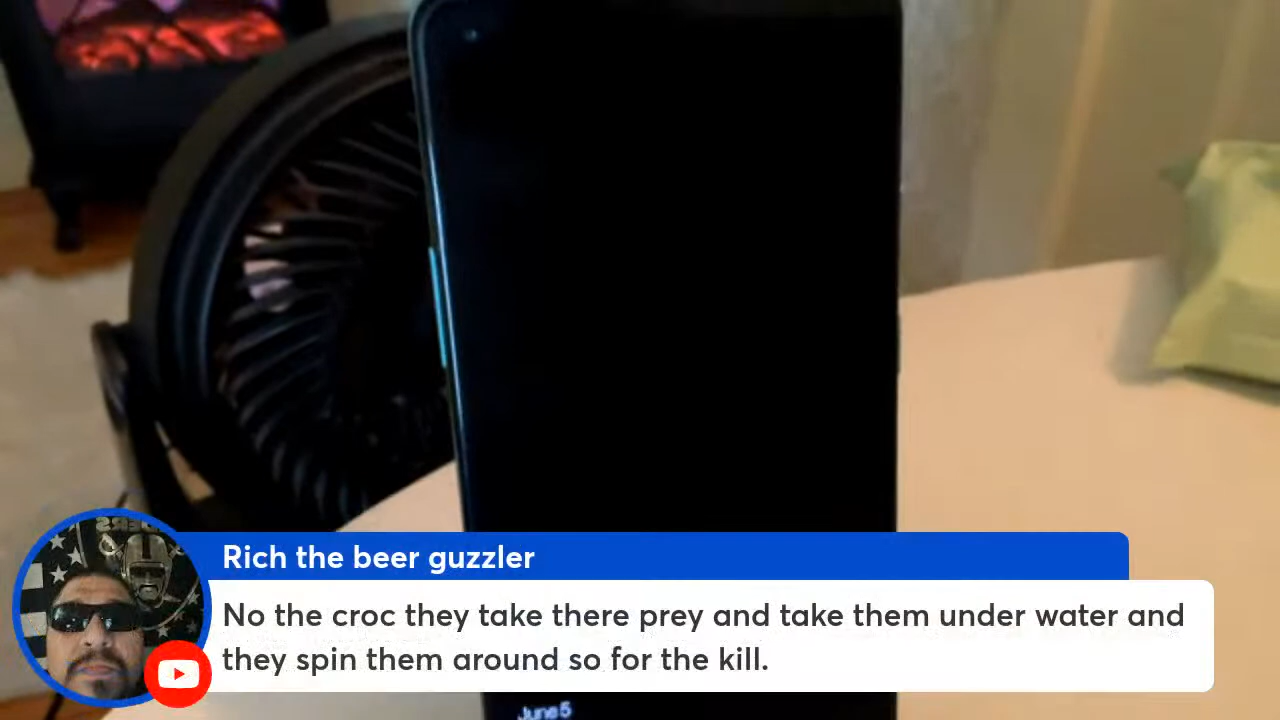 Rich the beer guzzler
No the croc they take there prey and take them under water and
they spin them around so for the kill.
June 5